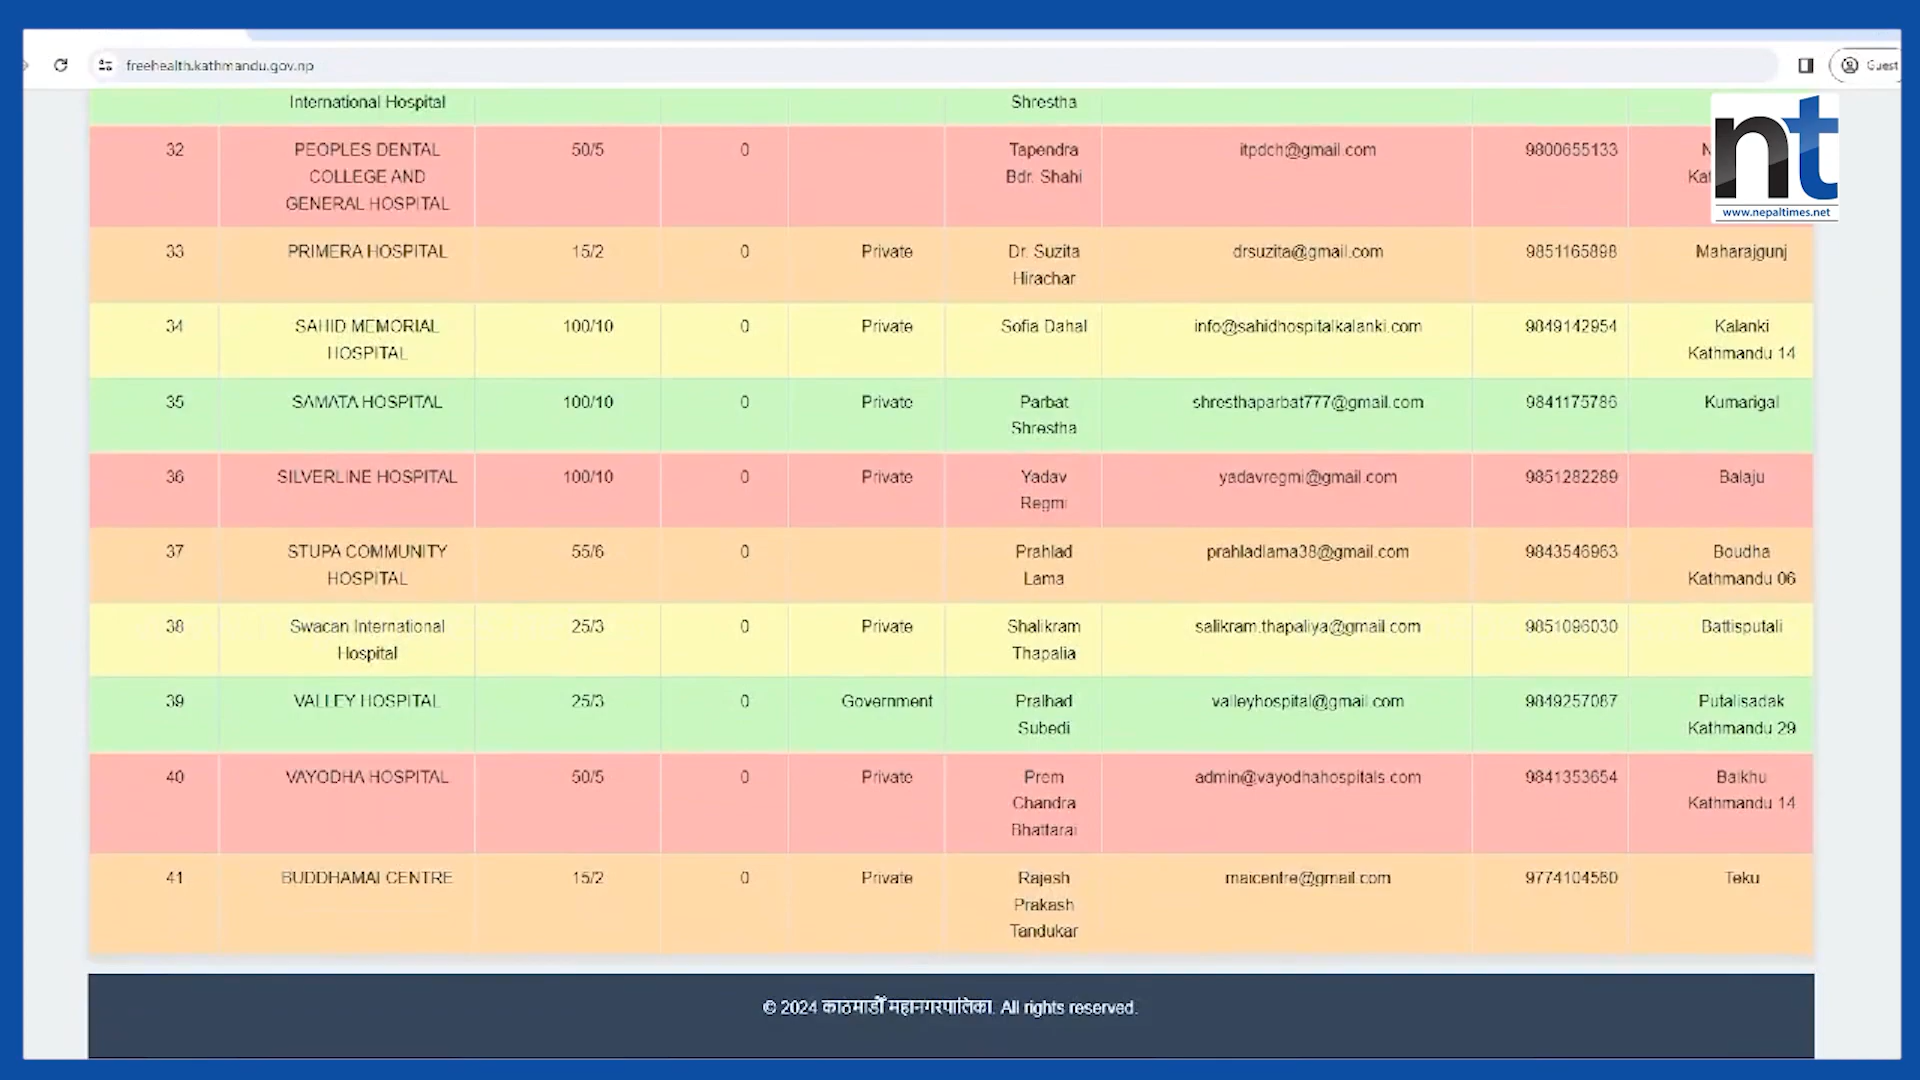 freehealth.kathmandu.gov.np
Guest
nt
www.nepaltimes.net
International Hospital Shrestha
32 PEOPLES DENTAL 50/5 0 Tapendra itpdch@gmail.com 9800655133
COLLEGE AND Bdr. Shahi
GENERAL HOSPITAL
33 PRIMERA HOSPITAL 15/2 0 Private Dr. Suzita drsuzita@gmail.com 9851165898 Maharajgunj
Hirachar
34 SAHID MEMORIAL 100/10 0 Private Sofia Dahal info@sahidhospitalkalanki.com 9849142954 Kalanki
HOSPITAL Kathmandu 14
35 SAMATA HOSPITAL 100/10 0 Private Parbat shresthaparbat777@gmail.com 9841175786 Kumarigal
Shrestha
36 SILVERLINE HOSPITAL 100/10 0 Private Yadav yadavregmi@gmail.com 9851282289 Balaju
Regmi
37 STUPA COMMUNITY 55/6 0 Prahlad prahladlama38@gmail.com 9843546963 Boudha
HOSPITAL Lama Kathmandu 06
38 Swacan International 25/3 0 Private Shalikram salikram.thapaliya@gmail.com 9851096030 Battisputali
Hospital Thapalia
39 VALLEY HOSPITAL 25/3 0 Government Pralhad valleyhospital@gmail.com 9849257087 Putalisadak
Subedi Kathmandu 29
40 VAYODHA HOSPITAL 50/5 0 Private Prem admin@vayodhahospitals.com 9841353654 Balkhu
Chandra Kathmandu 14
Bhattarai
41 BUDDHAMAI CENTRE 15/2 0 Private Rajesh maicentre@gmail.com 9774104560 Teku
Prakash
Tandukar
© 2024 काठमाडौँ महानगरपालिका. All rights reserved.